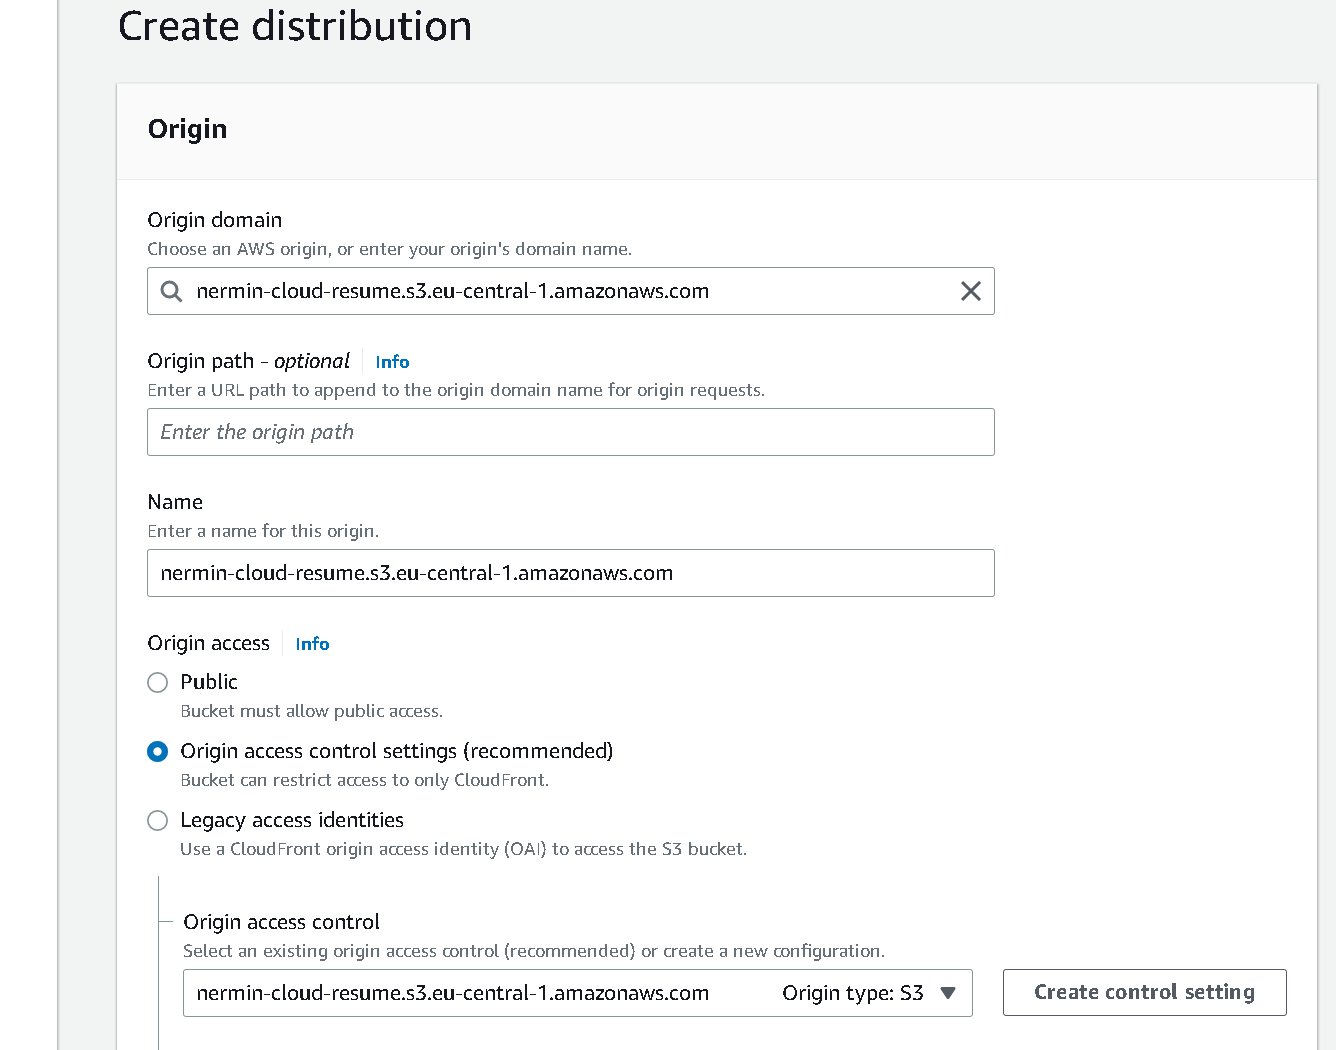 Create distribution
Origin
Origin domain
Choose an AWS origin, or enter your origin's domain name.
nermin-cloud-resume.s3.eu-central-1.amazonaws.com
Origin path - optional Info
Enter a URL path to append to the origin domain name for origin requests.
Enter the origin path
Name
Enter a name for this origin.
nermin-cloud-resume.s3.eu-central-1.amazonaws.com
Origin access Info
Public
Bucket must allow public access.
Origin access control settings (recommended)
Bucket can restrict access to only CloudFront.
Legacy access identities
Use a CloudFront origin access identity (OAI) to access the S3 bucket.
Origin access control
Select an existing origin access control (recommended) or create a new configuration.
nermin-cloud-resume.s3.eu-central-1.amazonaws.com Origin type: S3 Create control setting